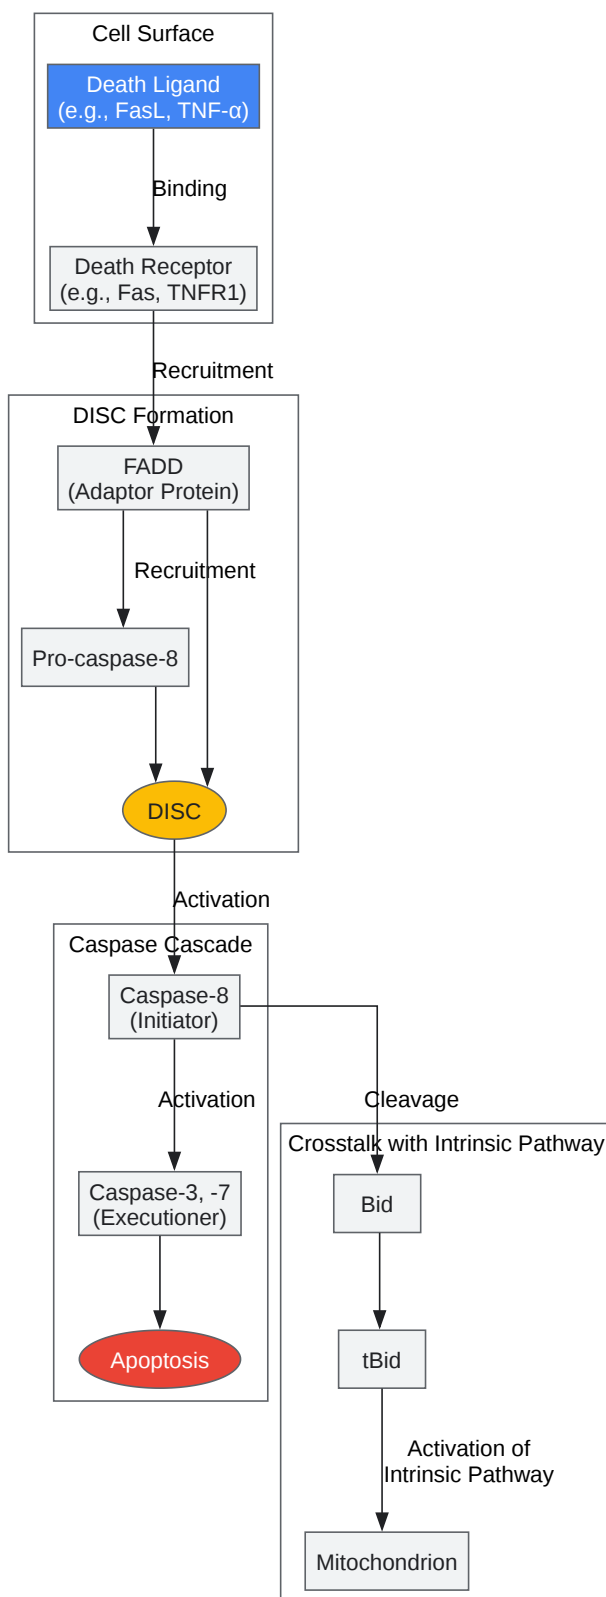 Cell Surface
Death Ligand
(e.g., FasL, TNF-α)
Binding
Death Receptor
(e.g., Fas, TNFR1)
Recruitment
DISC Formation
FADD
(Adaptor Protein)
Recruitment
Pro-caspase-8
DISC
Activation
Caspase Cascade
Caspase-8
(Initiator)
Activation
Cleavage
Crosstalk with Intrinsic Pathway
Caspase-3, -7
(Executioner)
Bid
Apoptosis
tBid
Activation of
Intrinsic Pathway
Mitochondrion